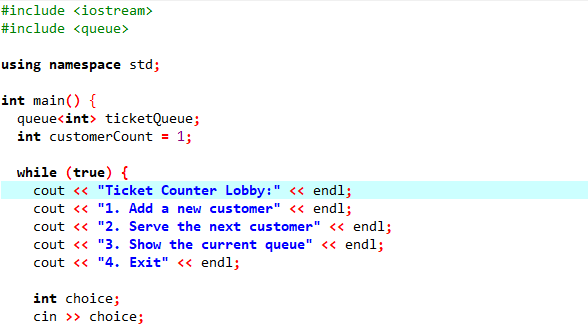 #include <iostream>
#include <queue>
using namespace std;
int main() {
queue<int> ticketQueue;
int customerCount = 1;
while (true) {
cout << "Ticket Counter Lobby:" << endl;
cout << "1. Add a new customer" << endl;
cout << "2. Serve the next customer" << endl;
cout << "3. Show the current queue" << endl;
cout << "4. Exit" << endl;
int choice;
cin >> choice;